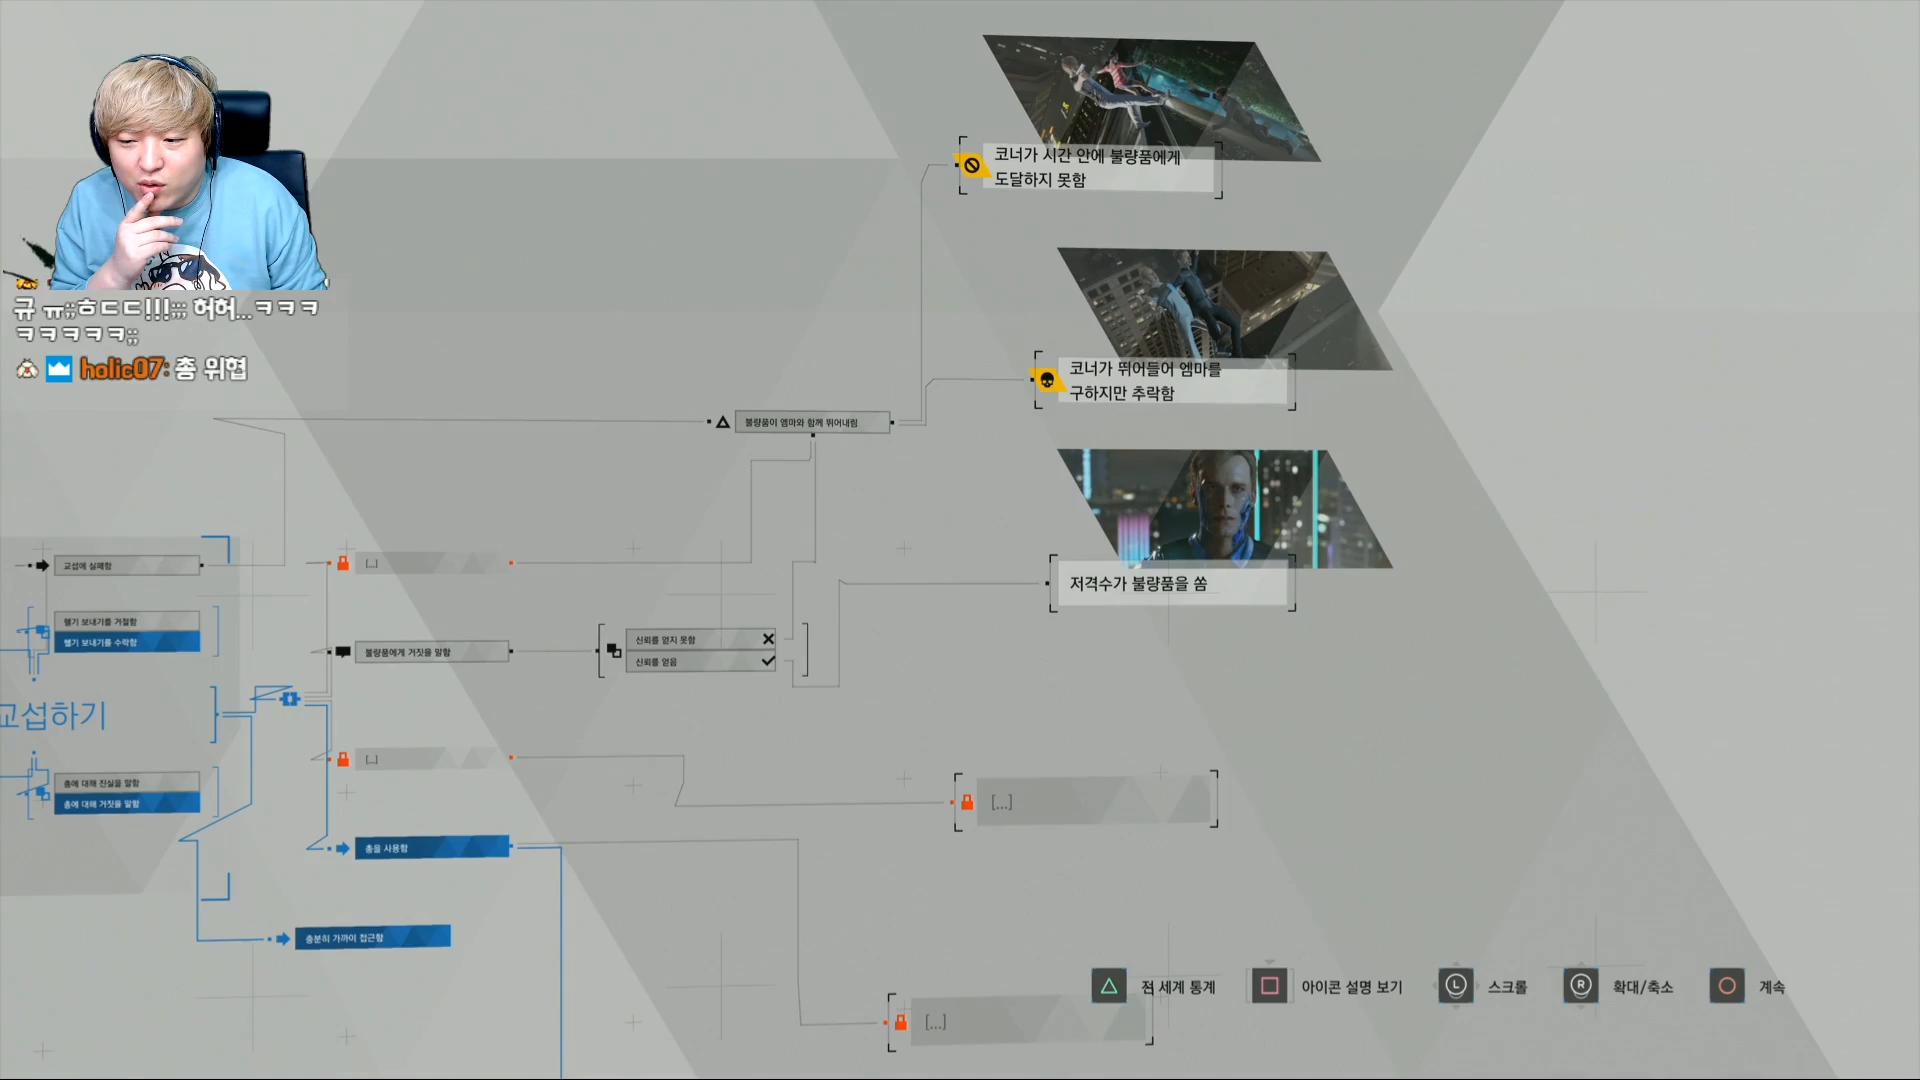 코너가 시간 안에 불량품에게
도달하지 못함
규 ㅠ;;ㅎㄷㄷ!!!;;; 허허...ㅋㅋㅋ
ㅋㅋㅋㅋㅋ;;
holic07: 총 위협
코너가 뛰어들어 엠마를
구하지만 추락함
불량품이 엠마와 함께 뛰어내림
교섭에 실패함
[...]
저격수가 불량품을 쏨
헬기 보내기를 거절함
헬기 보내기를 수락함
불량품에게 거짓을 말함
신뢰를 얻지 못함
신뢰를 얻음
교섭하기
[...]
총에 대해 진실을 말함
총에 대해 거짓을 말함
[...]
총을 사용함
충분히 가까이 접근함
[...]
전 세계 통계
아이콘 설명 보기
L 스크롤
R 확대/축소
계속